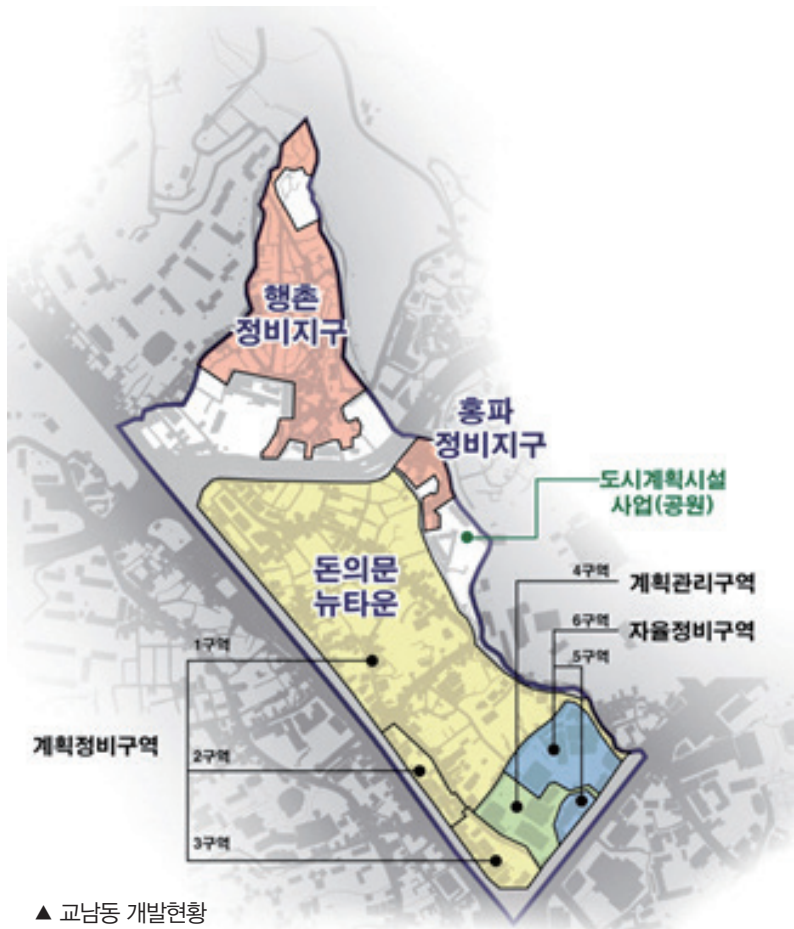 행촌
정비지구
홍파
정비지구
도시계획시설
사업(공원)
돈의문
뉴타운
4구역
계획관리구역
6구역
자율정비구역
5구역
1구역
계획정비구역
2구역
3구역
▲ 교남동 개발현황